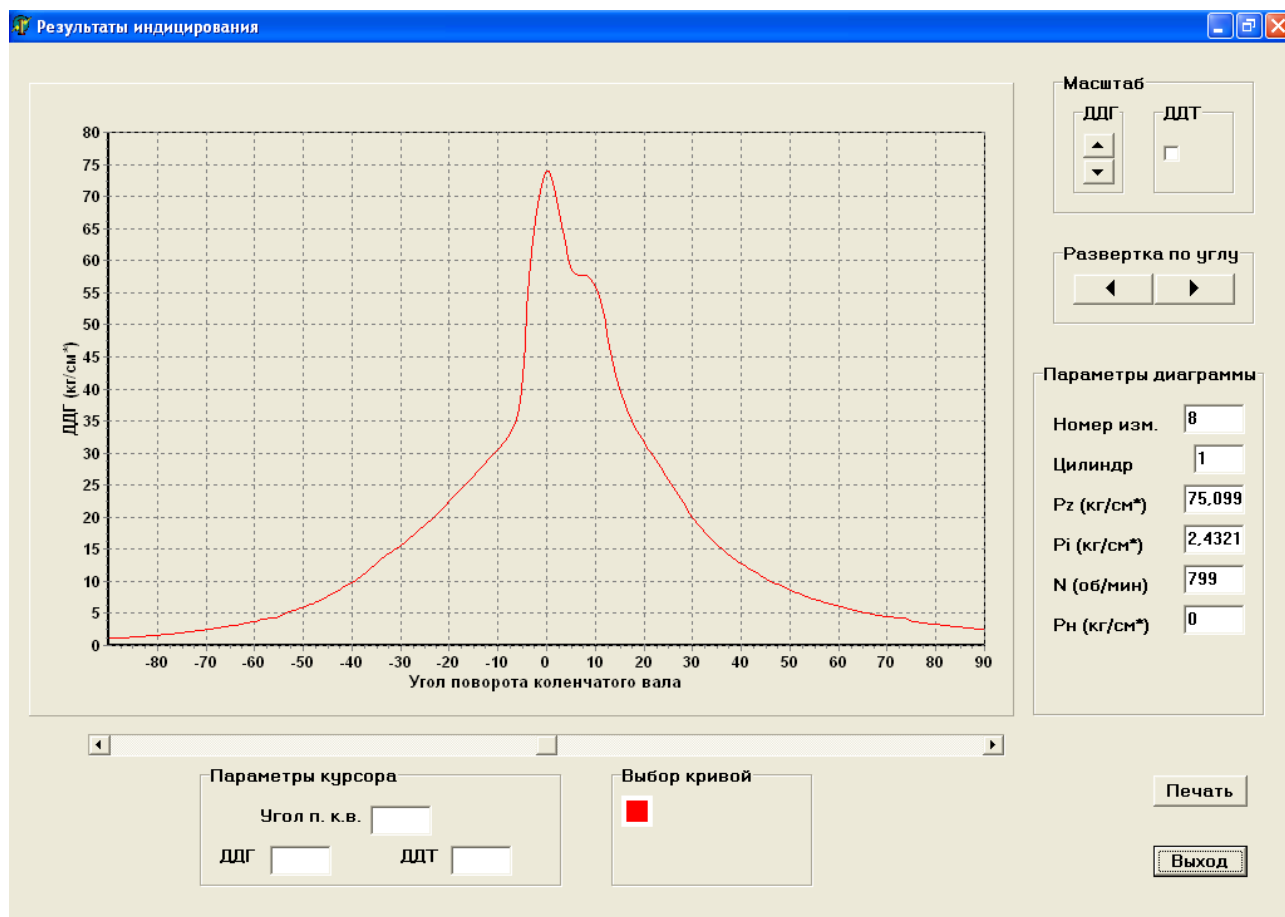 Результаты индицирования
Масштаб
ДДГ
ДДТ
Развертка по углу
Параметры диаграммы
Номер изм. 8
Цилиндр 1
Pz (кг/см*) 75,099
Pi (кг/см*) 2,4321
N (об/мин) 799
Рн (кг/см*) 0
ДДГ (кг/см*)
80
75
70
65
60
55
50
45
40
35
30
25
20
15
10
5
0
-80 -70 -60 -50 -40 -30 -20 -10 0 10 20 30 40 50 60 70 80 90
Угол поворота коленчатого вала
Параметры курсора
Угол п. к.в.
ДДГ ДДТ
Выбор кривой
Печать
Выход